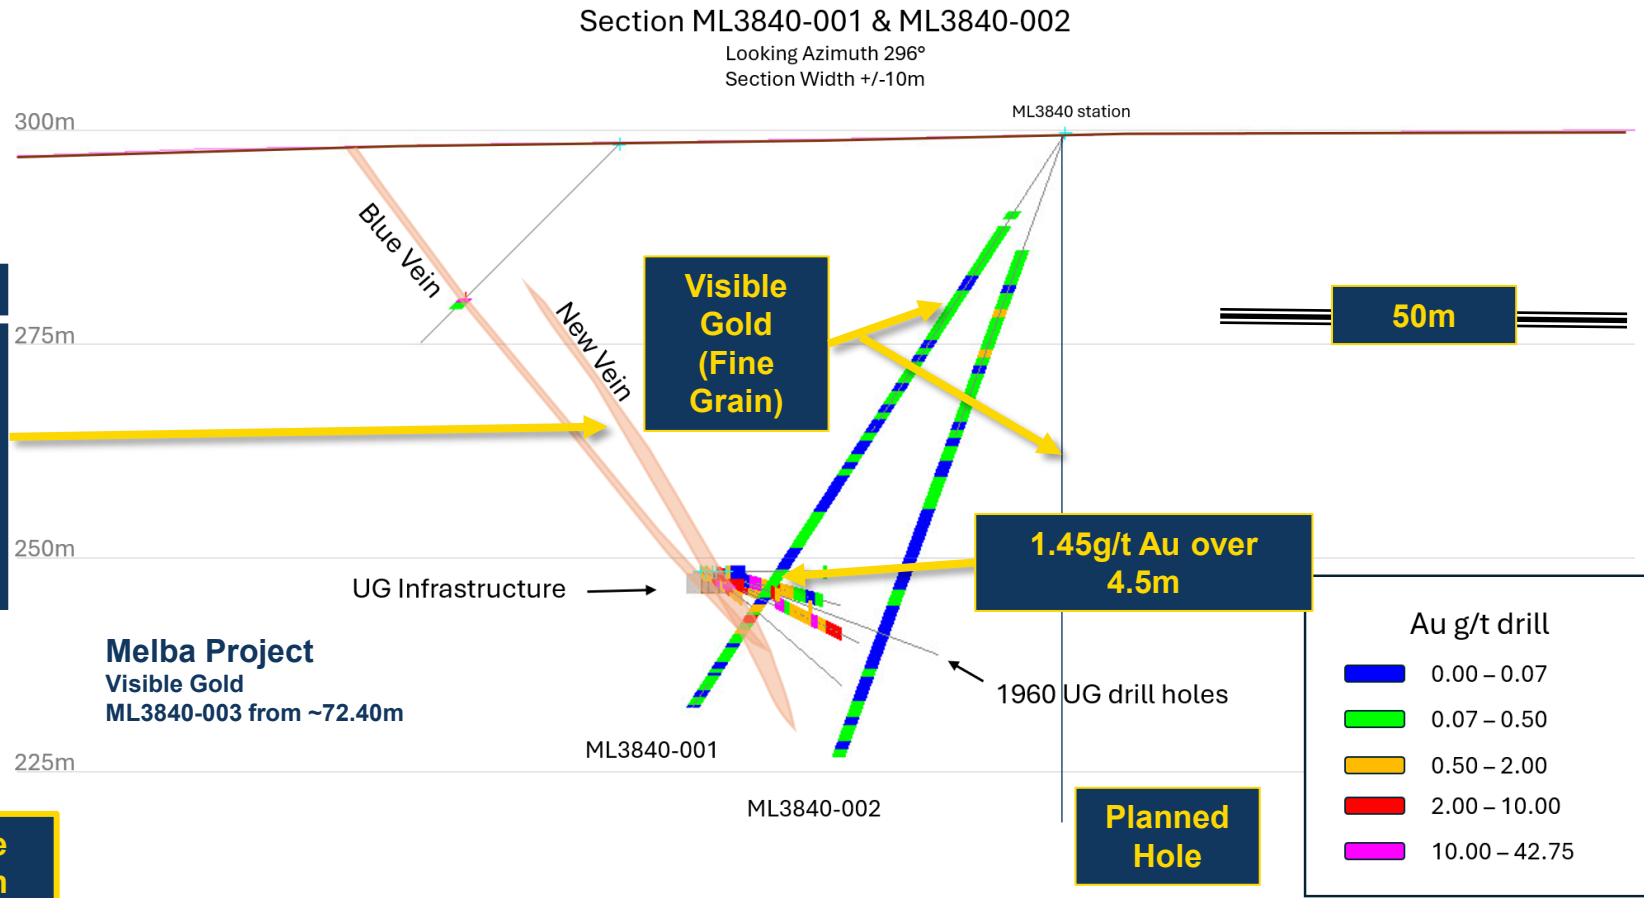 Section ML3840-001 & ML3840-002
Looking Azimuth 296°
Section Width +/-10m
ML3840 station
300m
Blue Vein
New Vein
Visible
Gold
(Fine
Grain)
50m
275m
250m
1.45g/t Au over
4.5m
UG Infrastructure
Melba Project
Visible Gold
ML3840-003 from ~72.40m
1960 UG drill holes
ML3840-001
225m
ML3840-002
Planned
Hole
Au g/t drill
0.00 – 0.07
0.07 – 0.50
0.50 – 2.00
2.00 – 10.00
10.00 – 42.75